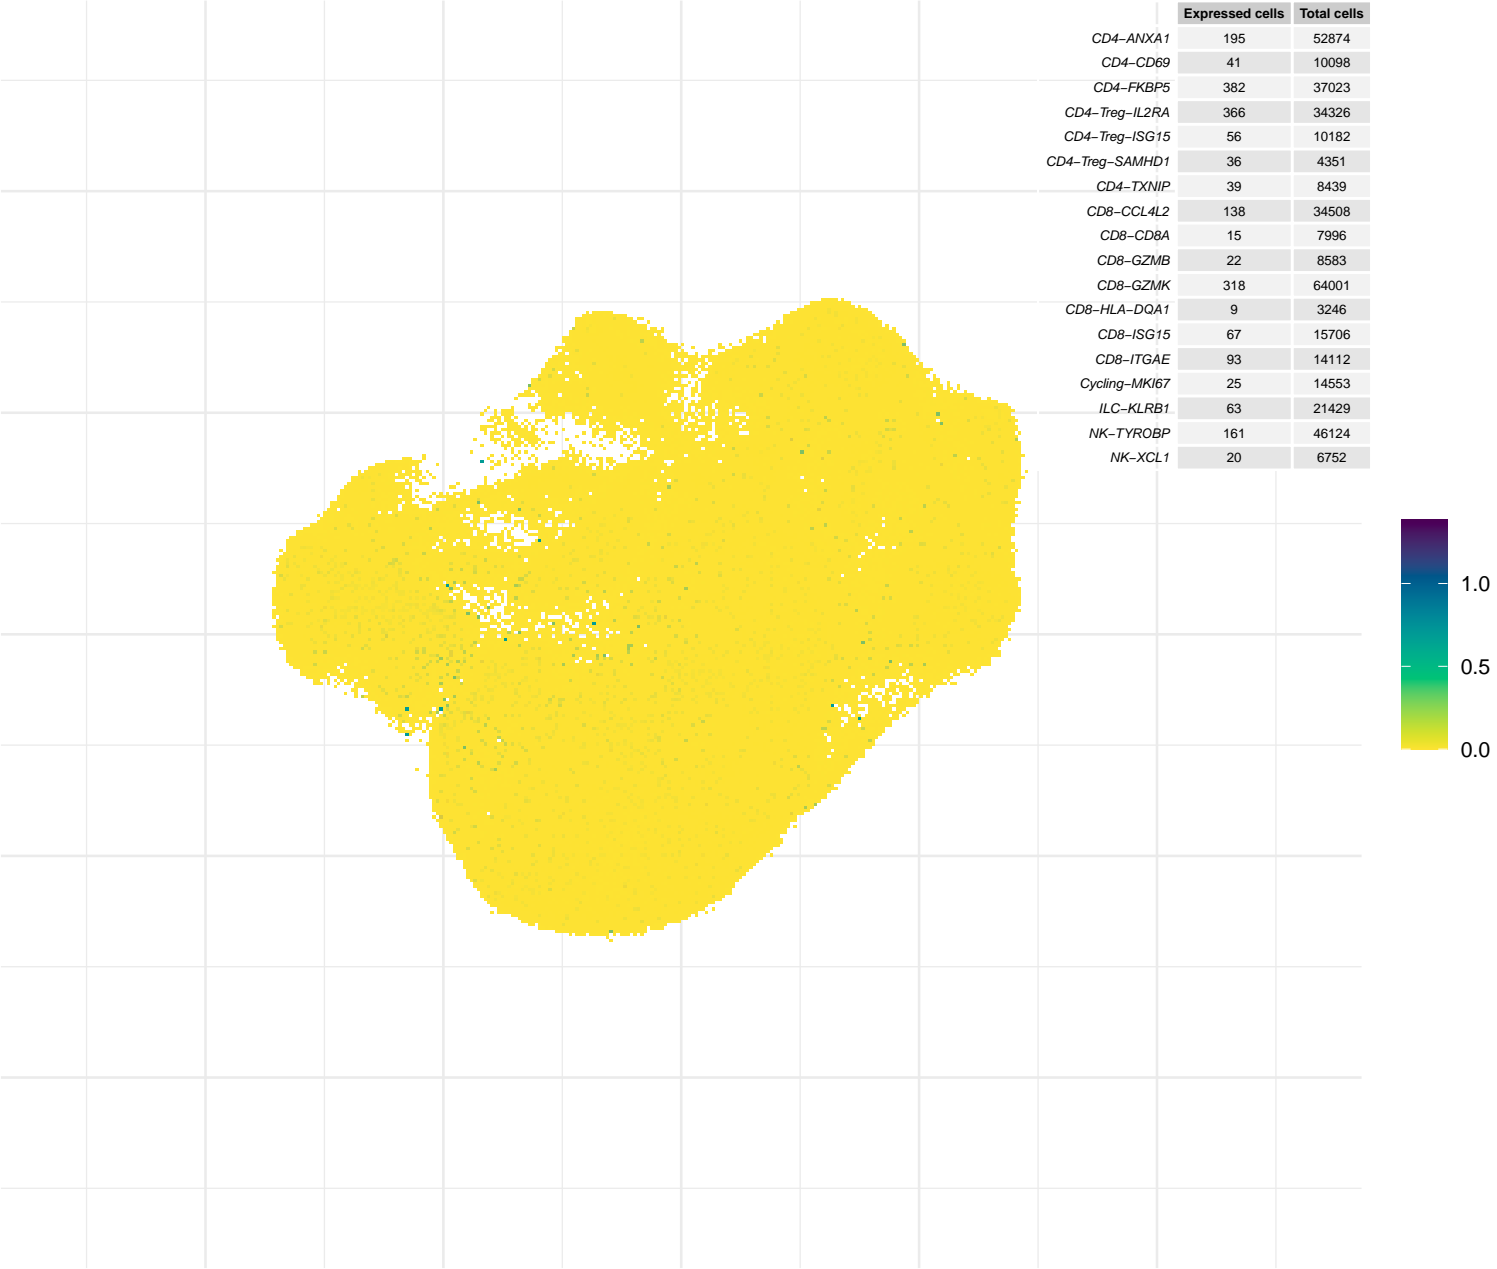 Expressed cells Total cells
CD4−ANXA1 195 52874
CD4−CD69 41 10098
CD4−FKBP5 382 37023
CD4−Treg−IL2RA 366 34326
CD4−Treg−ISG15 56 10182
CD4−Treg−SAMHD1 36 4351
CD4−TXNIP 39 8439
CD8−CCL4L2 138 34508
CD8−CD8A 15 7996
CD8−GZMB 22 8583
CD8−GZMK 318 64001
CD8−HLA−DQA1 9 3246
CD8−ISG15 67 15706
CD8−ITGAE 93 14112
Cycling−MKI67 25 14553
ILC−KLRB1 63 21429
NK−TYROBP 161 46124
NK−XCL1 20 6752
1.0
0.5
0.0